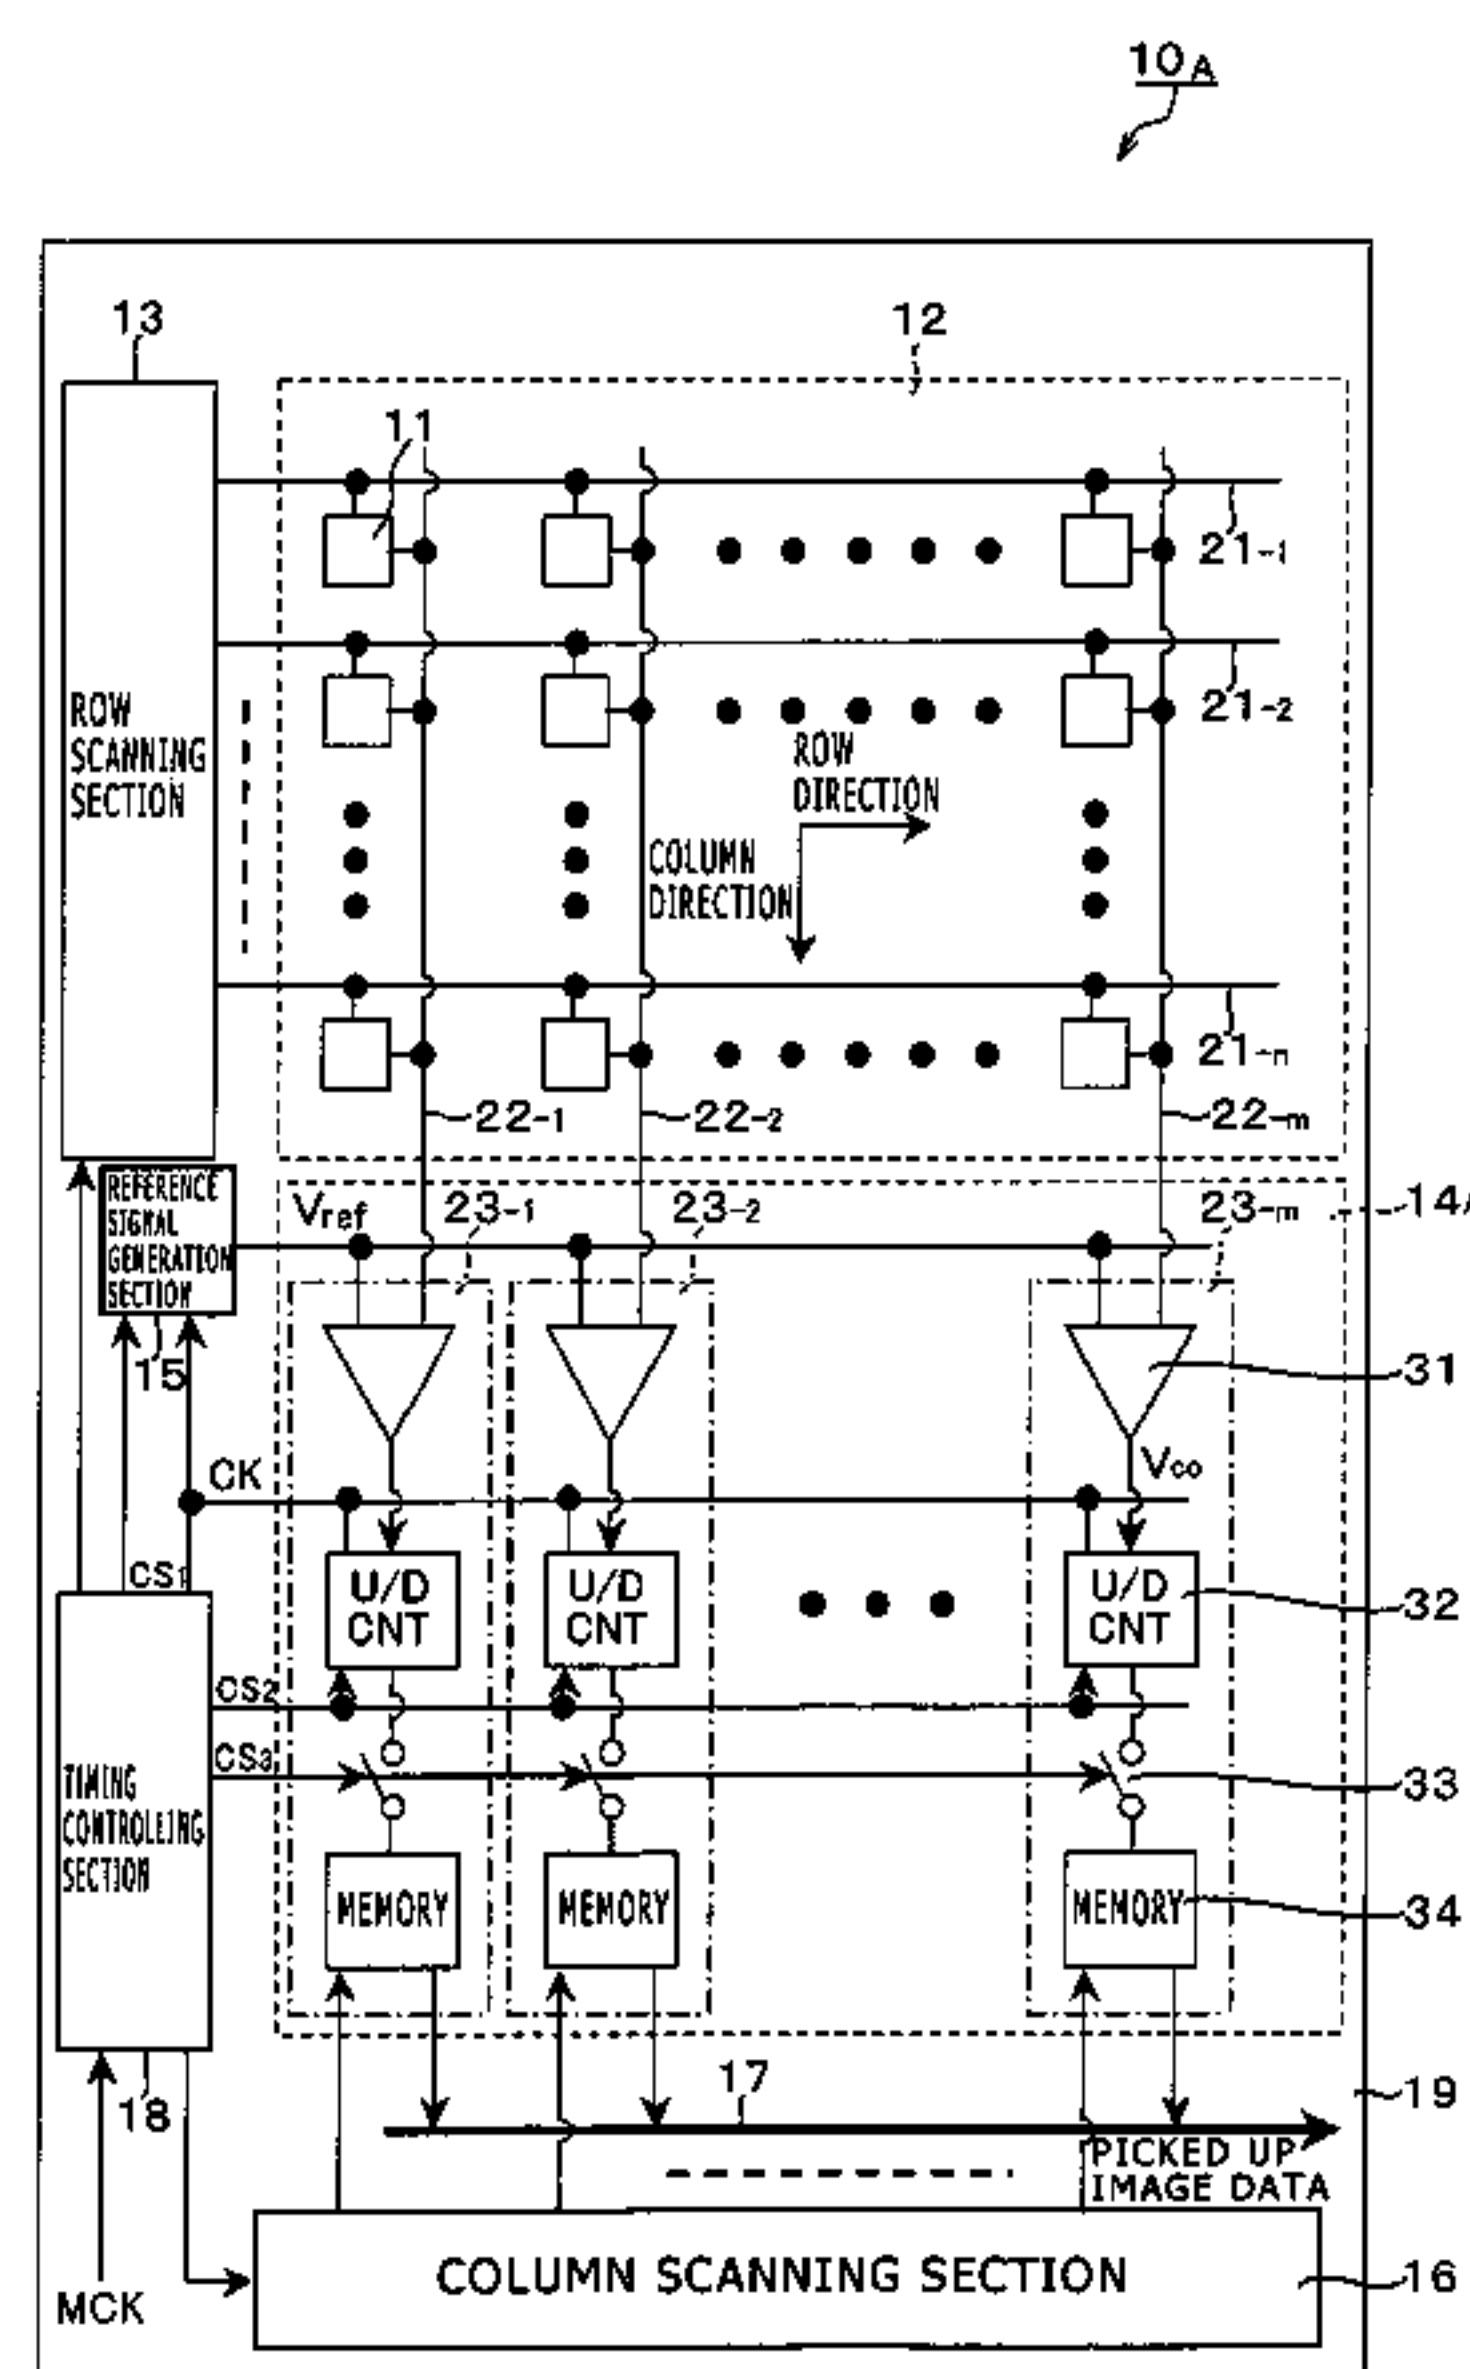 10A
13
12
11
21-1
21-2
ROW
SCANNING
SECTION
ROW
DIRECTION
COLUMN
DIRECTION
21-n
22-1
22-2
22-m
REFERENCE
SIGNAL
GENERATION
SECTION
Vref
23-1
23-2
23-m
14A
15
31
CK
Vco
CS1
U/D
CNT
U/D
CNT
U/D
CNT
32
CS2
CS3
TIMING
CONTROLLING
SECTION
33
MEMORY
MEMORY
MEMORY
34
18
17
19
PICKED UP
IMAGE DATA
COLUMN SCANNING SECTION
16
MCK